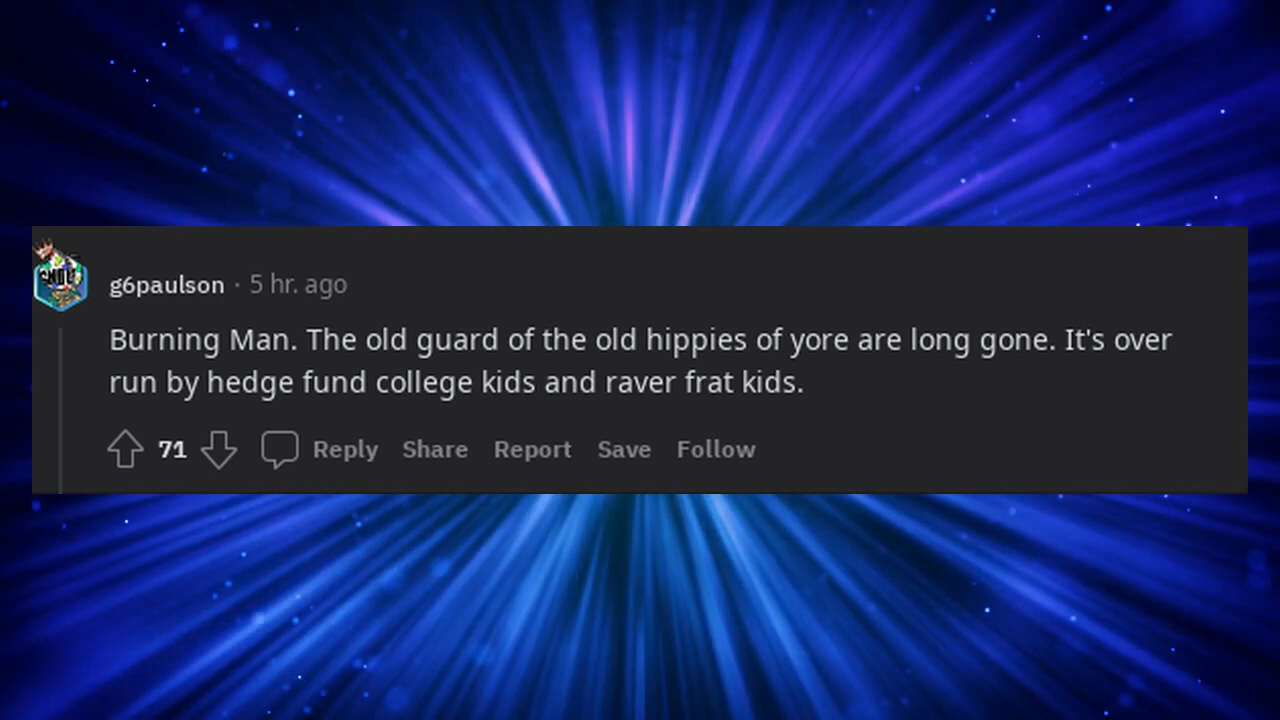 g6paulson · 5 hr. ago
Burning Man. The old guard of the old hippies of yore are long gone. It's over
run by hedge fund college kids and raver frat kids.
71 Reply Share Report Save Follow